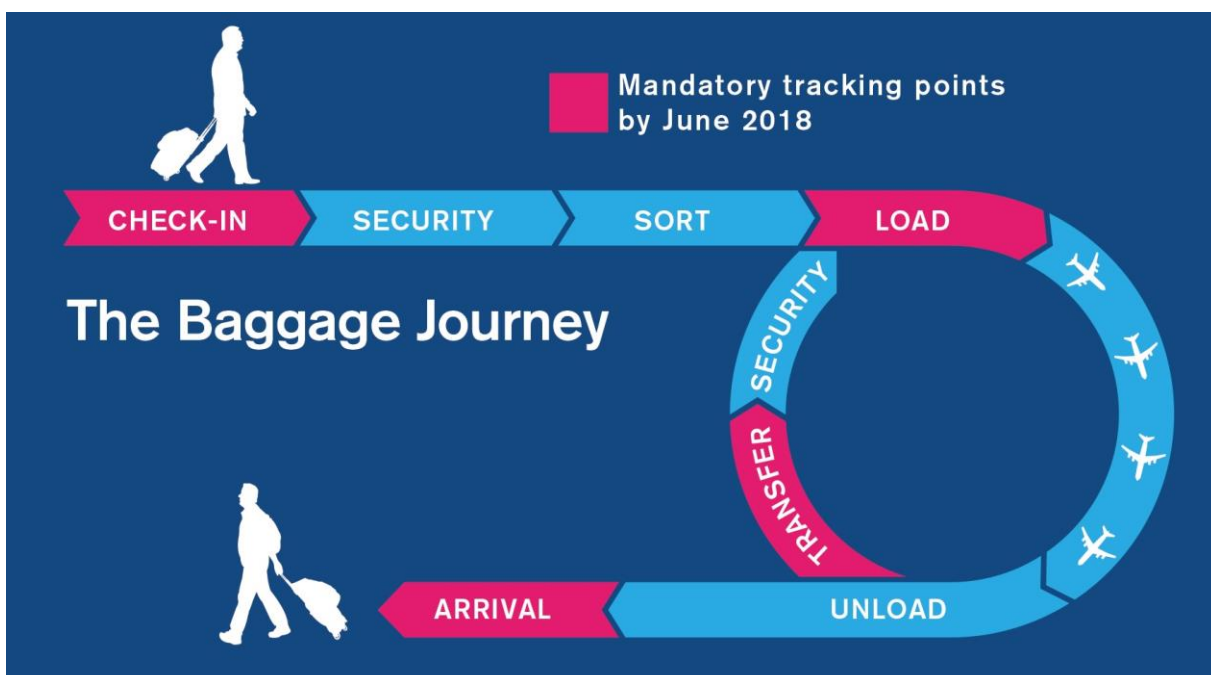 Mandatory tracking points
by June 2018
CHECK-IN
SECURITY
SORT
LOAD
The Baggage Journey
SECURITY
TRANSFER
ARRIVAL
UNLOAD